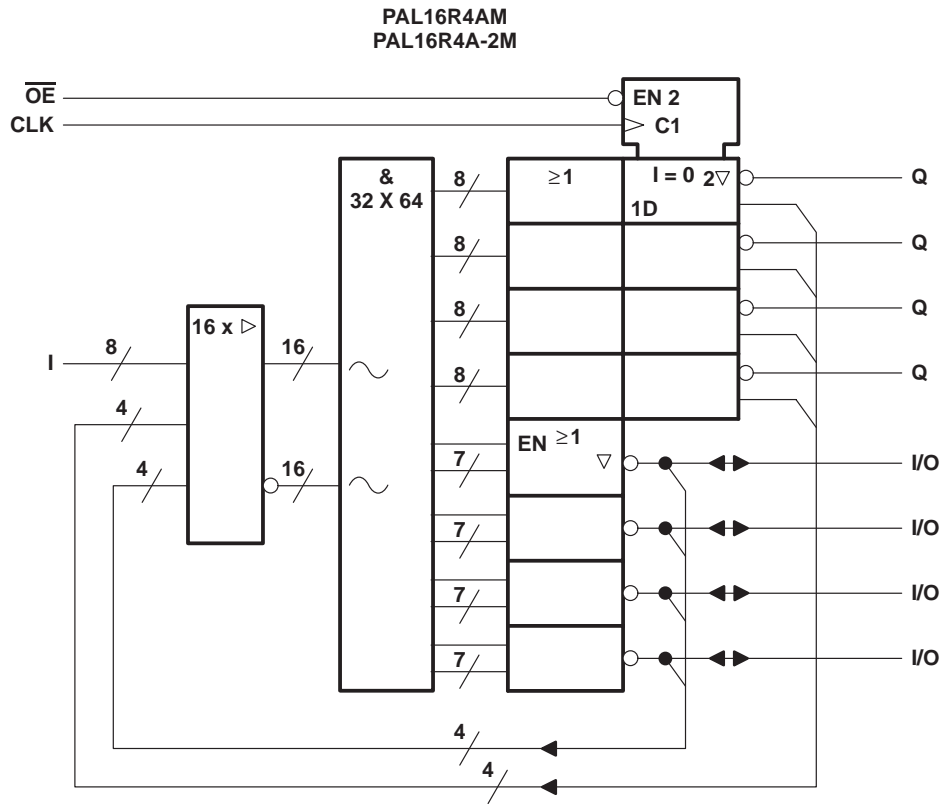 PAL16R4AM
PAL16R4A-2M
OE
CLK
EN 2
C1
&
32 X 64
8
≥1
I = 0
2▽
1D
Q
8
Q
8
Q
16 x ▷
I
8
16
8
Q
4
EN ≥1
▽
7
I/O
4
16
7
I/O
7
I/O
7
I/O
4
4